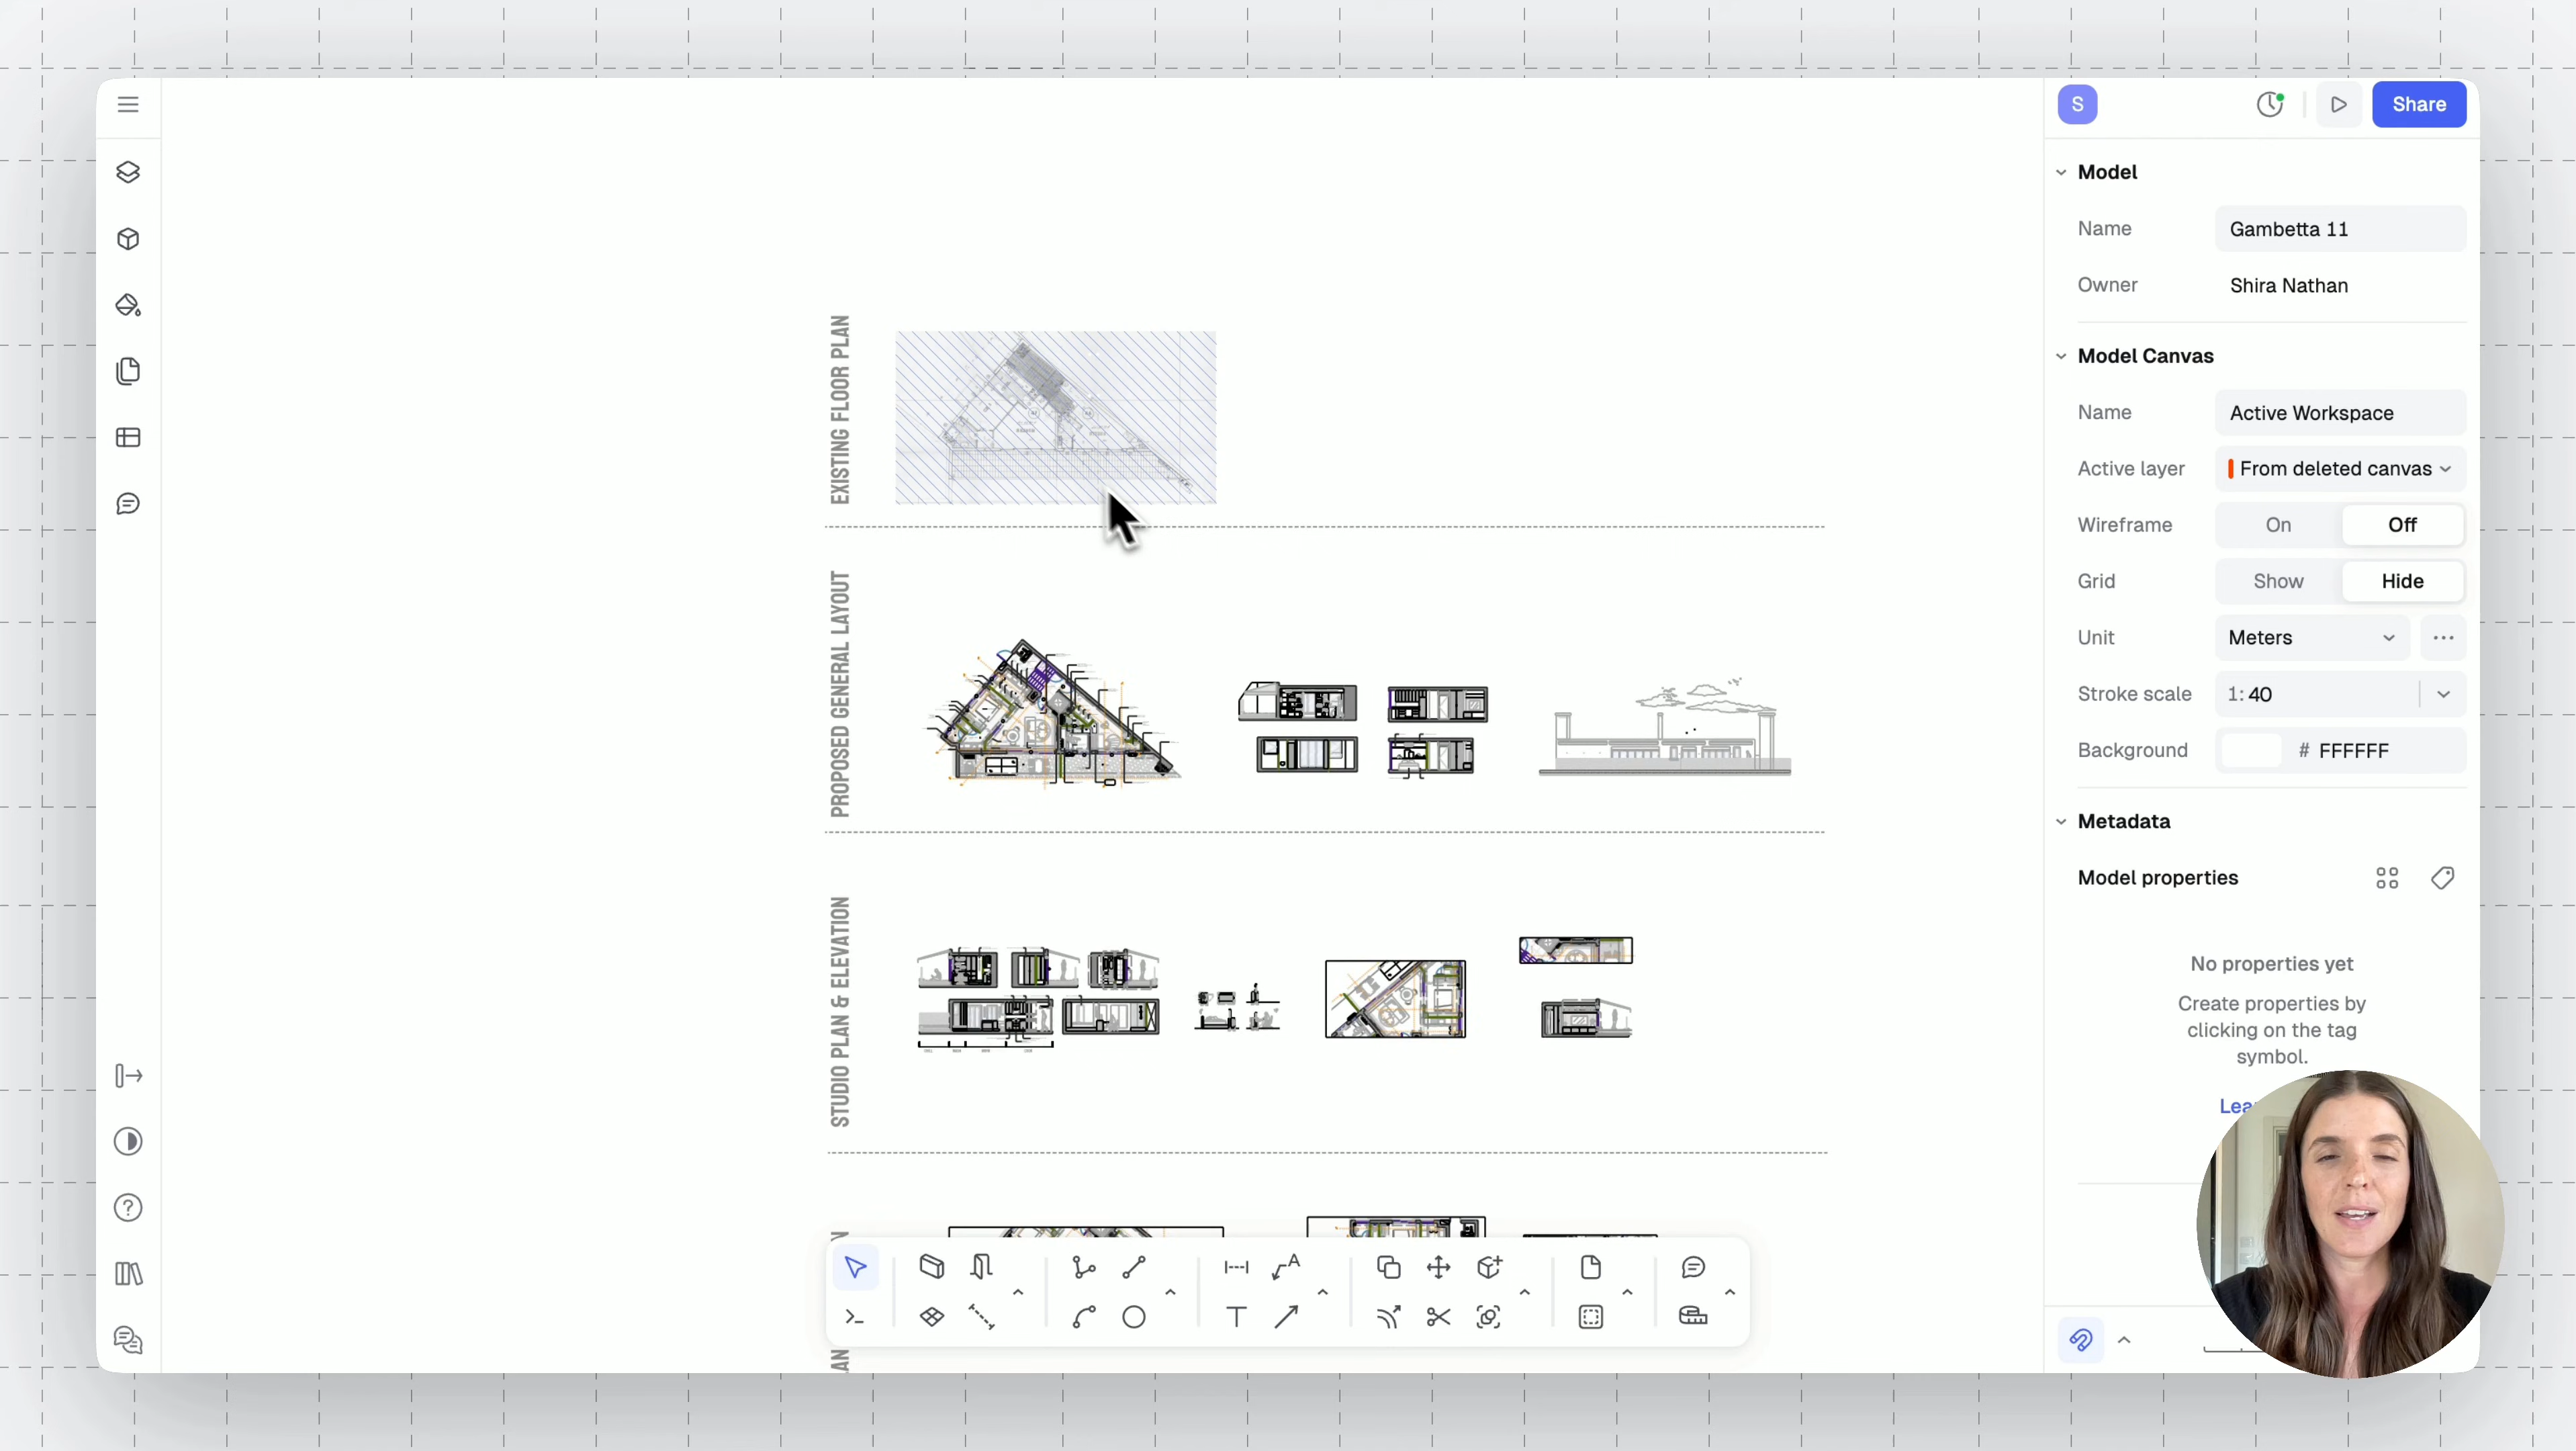 S
Share
Model
Name
Gambetta 11
Owner
Shira Nathan
Model Canvas
Name
Active Workspace
Active layer
From deleted canvas
Wireframe
On
Off
Grid
Show
Hide
Unit
Meters
Stroke scale
1: 40
Background
# FFFFFF
Metadata
Model properties
No properties yet
Create properties by
clicking on the tag
symbol.
EXISTING FLOOR PLAN
PROPOSED GENERAL LAYOUT
STUDIO PLAN & ELEVATION